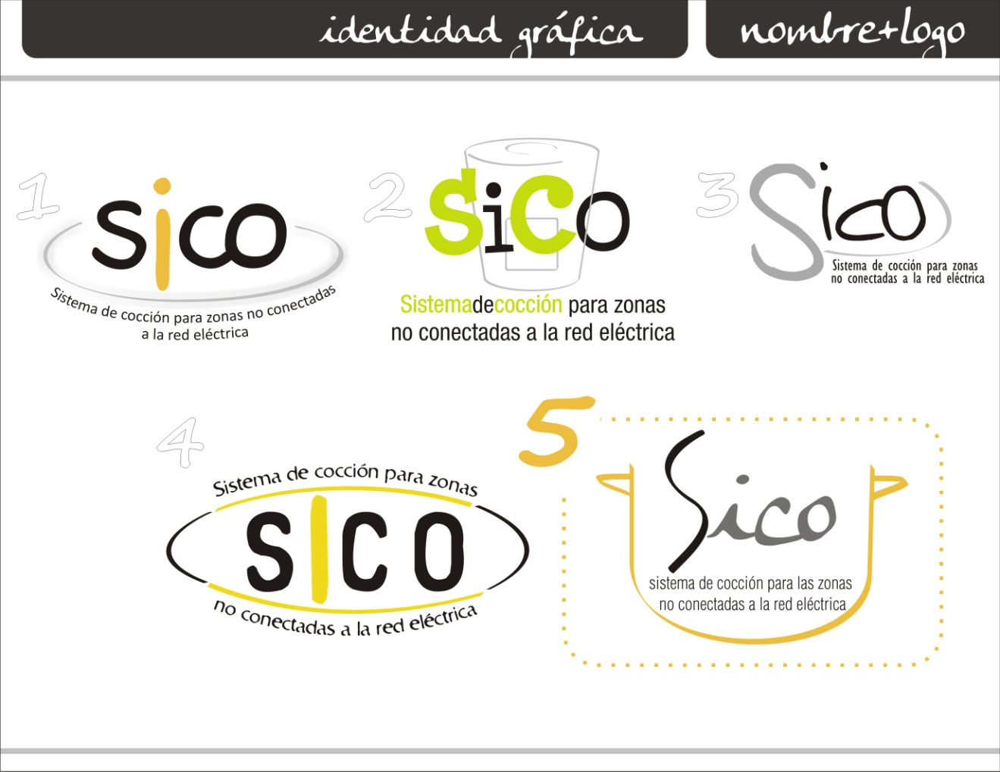 identidad gráfica
nombre+logo
1
sico
Sistema de cocción para zonas no conectadas
a la red eléctrica
2
SiCo
Sistemadecocción para zonas
no conectadas a la red eléctrica
3
Sico
Sistema de cocción para zonas
no conectadas a la red eléctrica
4
Sistema de cocción para zonas
SICO
no conectadas a la red eléctrica
5
Sico
sistema de cocción para las zonas
no conectadas a la red eléctrica